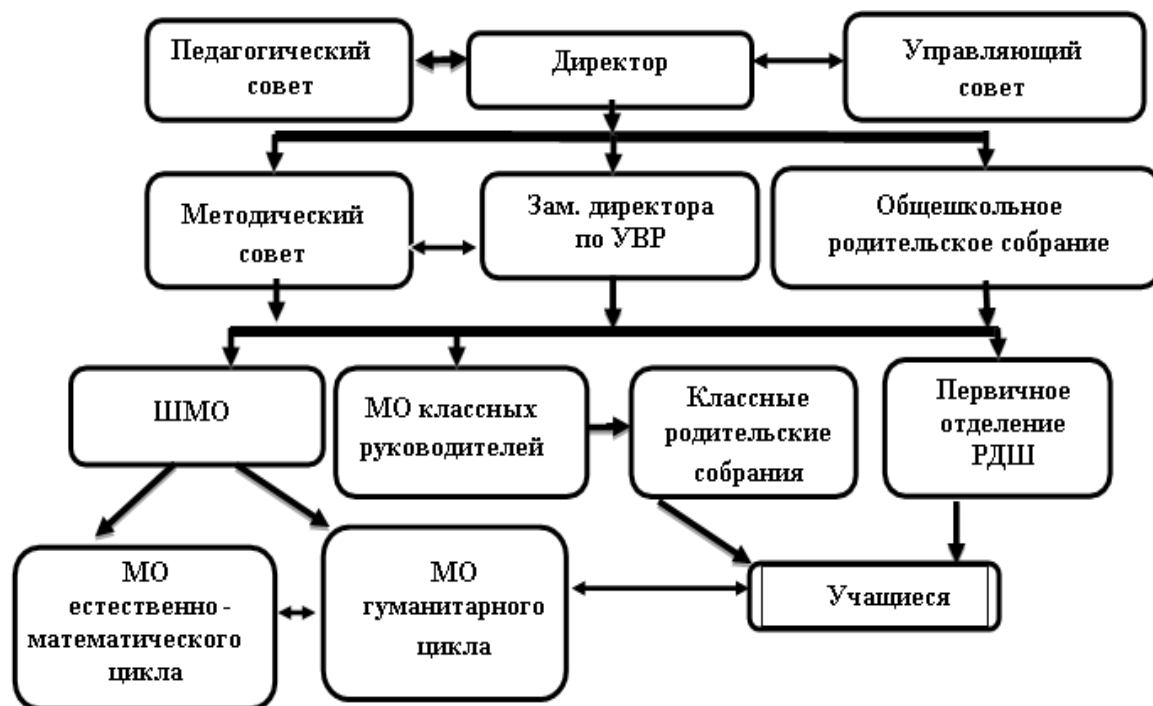 Педагогический
совет
Директор
Управляющий
совет
Методический
совет
Зам. директора
по УВР
Общешкольное
родительское собрание
ШМО
МО классных
руководителей
Классные
родительские
собрания
Первичное
отделение
РДШ
МО
естественно -
математического
цикла
МО
гуманитарного
цикла
Учащиеся